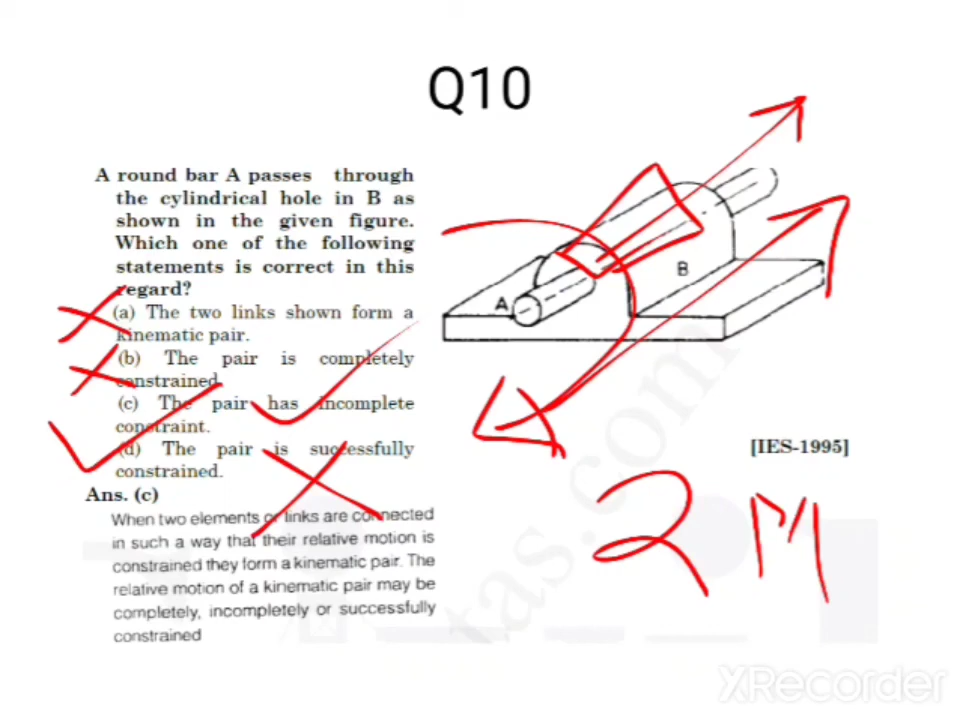 Q10
A round bar A passes through
the cylindrical hole in B as
shown in the given figure.
Which one of the following
statements is correct in this
regard?
(a) The two links shown form a
kinematic pair.
(b) The pair is completely
constrained.
(c) The pair has incomplete
constraint.
(d) The pair is successfully
constrained.
Ans. (c)
When two elements or links are connected
in such a way that their relative motion is
constrained they form a kinematic pair. The
relative motion of a kinematic pair may be
completely, incompletely or successfully
constrained
A
B
[IES-1995]
2 M
tas.com
XRecorder